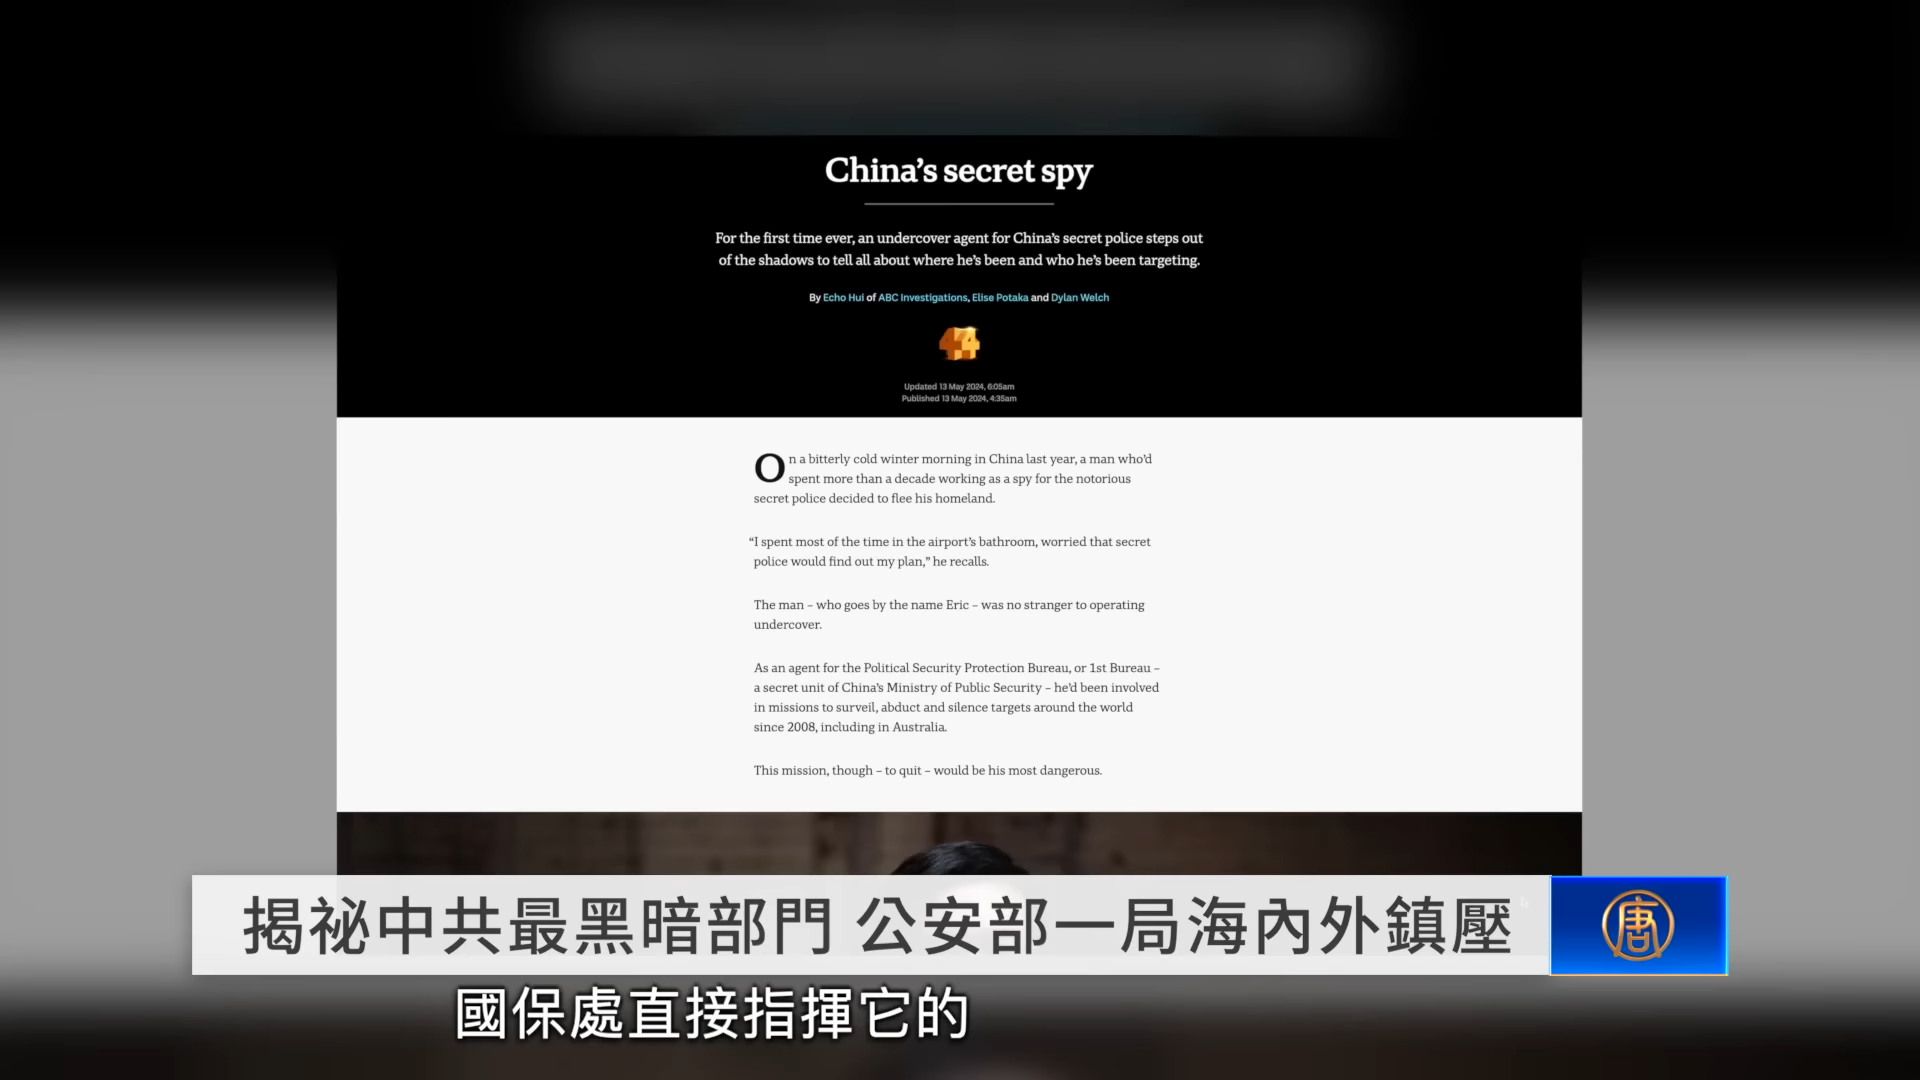 China's secret spy
For the first time ever, an undercover agent for China's secret police steps out
of the shadows to tell all about where he's been and who he's been targeting.
By Echo Hui of ABC Investigations, Elise Potaka and Dylan Welch
44
Updated 13 May 2024, 6:05am
Published 13 May 2024, 4:35am
On a bitterly cold winter morning in China last year, a man who'd
spent more than a decade working as a spy for the notorious
secret police decided to flee his homeland.
“I spent most of the time in the airport's bathroom, worried that secret
police would find out my plan,” he recalls.
The man – who goes by the name Eric – was no stranger to operating
undercover.
As an agent for the Political Security Protection Bureau, or 1st Bureau –
a secret unit of China's Ministry of Public Security – he'd been involved
in missions to surveil, abduct and silence targets around the world
since 2008, including in Australia.
This mission, though – to quit – would be his most dangerous.
揭祕中共最黑暗部門 公安部一局海內外鎮壓
唐
國保處直接指揮它的